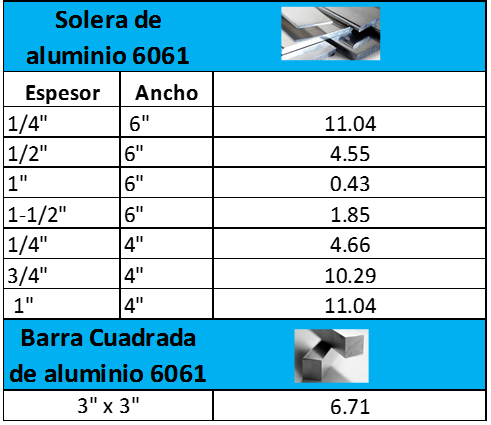 Solera de
aluminio 6061
Espesor Ancho
1/4" 6" 11.04
1/2" 6" 4.55
1" 6" 0.43
1-1/2" 6" 1.85
1/4" 4" 4.66
3/4" 4" 10.29
1" 4" 11.04
Barra Cuadrada
de aluminio 6061
3" x 3" 6.71